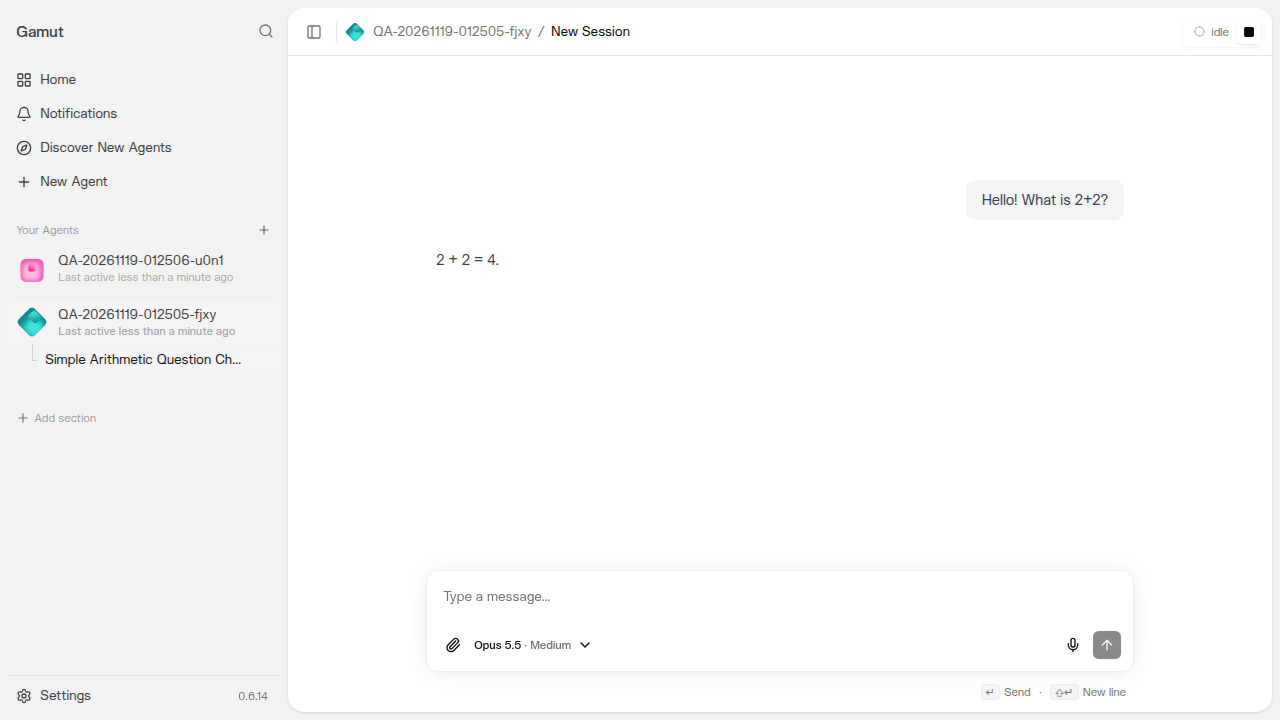 Gamut
Home
Notifications
Discover New Agents
New Agent
Your Agents
QA-20261119-012506-u0n1
Last active less than a minute ago
QA-20261119-012505-fjxy
Last active less than a minute ago
Simple Arithmetic Question Ch...
Add section
Settings
0.6.14
QA-20261119-012505-fjxy / New Session
idle
Hello! What is 2+2?
2 + 2 = 4.
Type a message...
Opus 5.5 · Medium
↵ Send · ⇧↵ New line